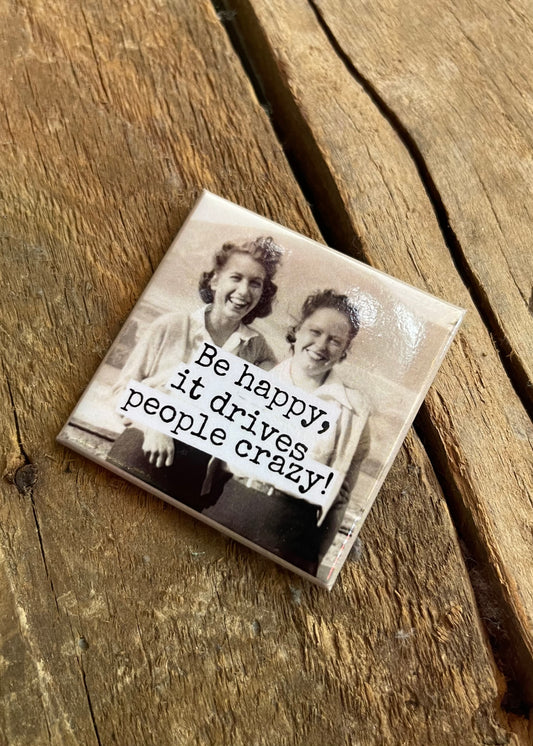 Be happy,
it drives
people crazy!